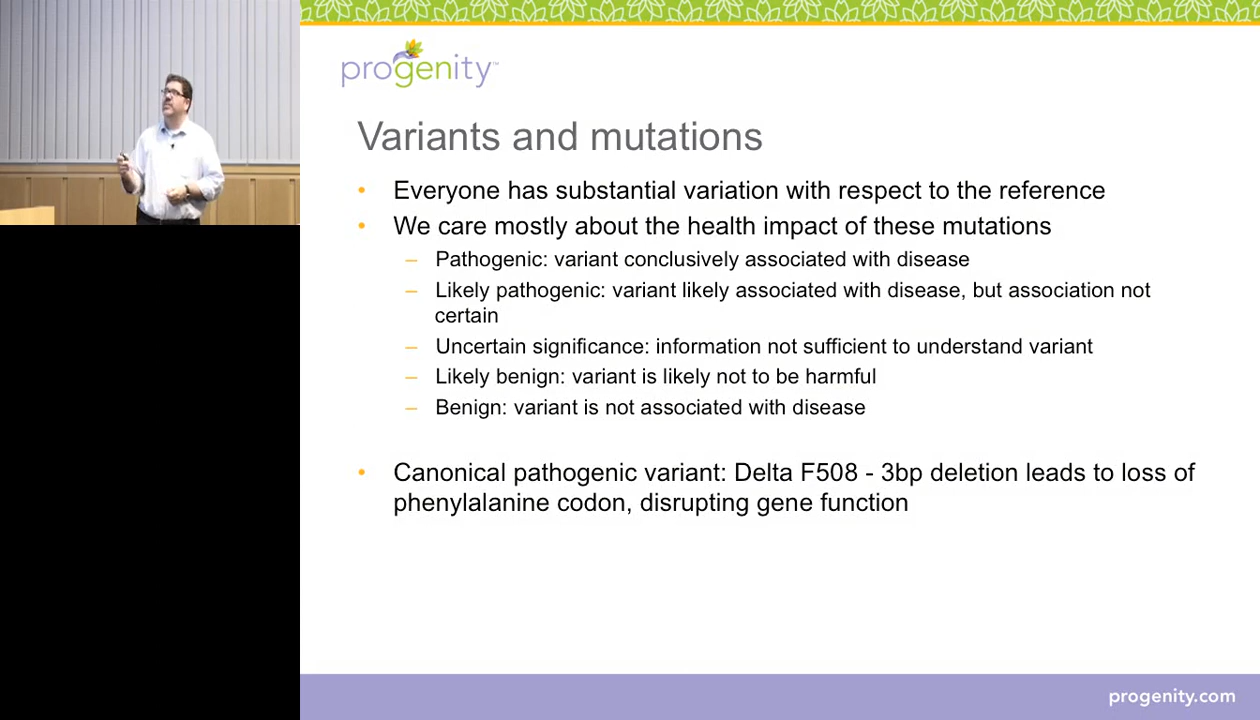 progenity™
Variants and mutations
• Everyone has substantial variation with respect to the reference
• We care mostly about the health impact of these mutations
– Pathogenic: variant conclusively associated with disease
– Likely pathogenic: variant likely associated with disease, but association not
certain
– Uncertain significance: information not sufficient to understand variant
– Likely benign: variant is likely not to be harmful
– Benign: variant is not associated with disease
• Canonical pathogenic variant: Delta F508 - 3bp deletion leads to loss of
phenylalanine codon, disrupting gene function
progenity.com